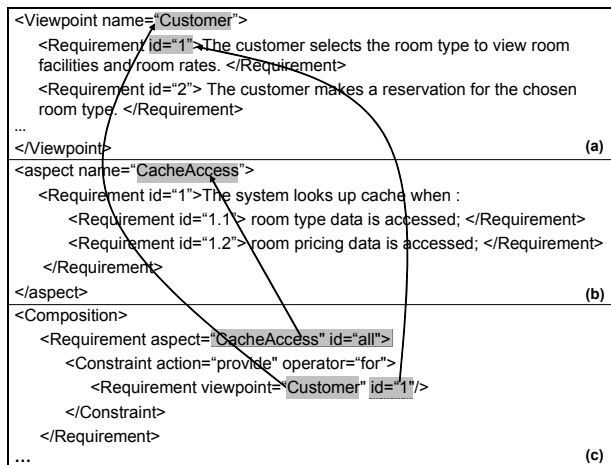 <Viewpoint name=“Customer”>
<Requirement id=“1”>The customer selects the room type to view room
facilities and room rates. </Requirement>
<Requirement id=“2”> The customer makes a reservation for the chosen
room type. </Requirement>
...
</Viewpoint> (a)
<aspect name=“CacheAccess”>
<Requirement id=“1”>The system looks up cache when :
<Requirement id=“1.1”> room type data is accessed; </Requirement>
<Requirement id=“1.2”> room pricing data is accessed; </Requirement>
</Requirement>
</aspect> (b)
<Composition>
<Requirement aspect=“CacheAccess" id=“all">
<Constraint action=“provide" operator=“for">
<Requirement viewpoint=“Customer" id=“1"/>
</Constraint>
</Requirement>
... (c)